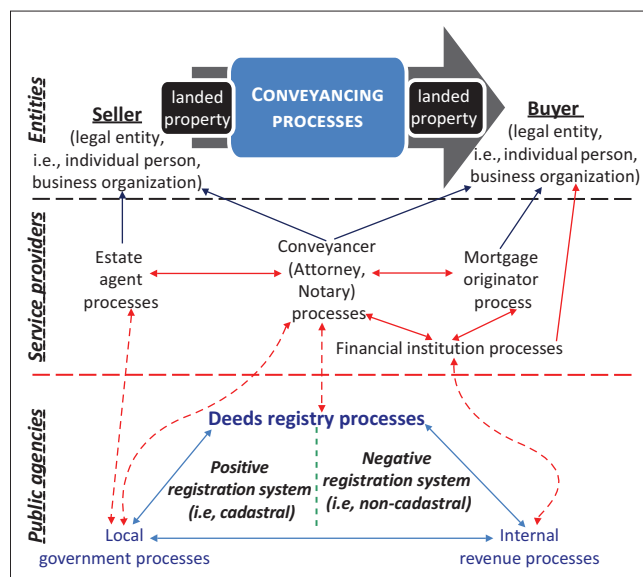 Entities
Seller
(legal entity,
i.e., individual person,
business organization)
landed
property
CONVEYANCING
PROCESSES
landed
property
Buyer
(legal entity,
i.e., individual person,
business organization)
Service providers
Estate
agent
processes
Conveyancer
(Attorney,
Notary)
processes
Mortgage
originator
process
Financial institution processes
Public agencies
Deeds registry processes
Positive
registration system
(i.e, cadastral)
Negative
registration system
(i.e, non-cadastral)
Local
government processes
Internal
revenue processes